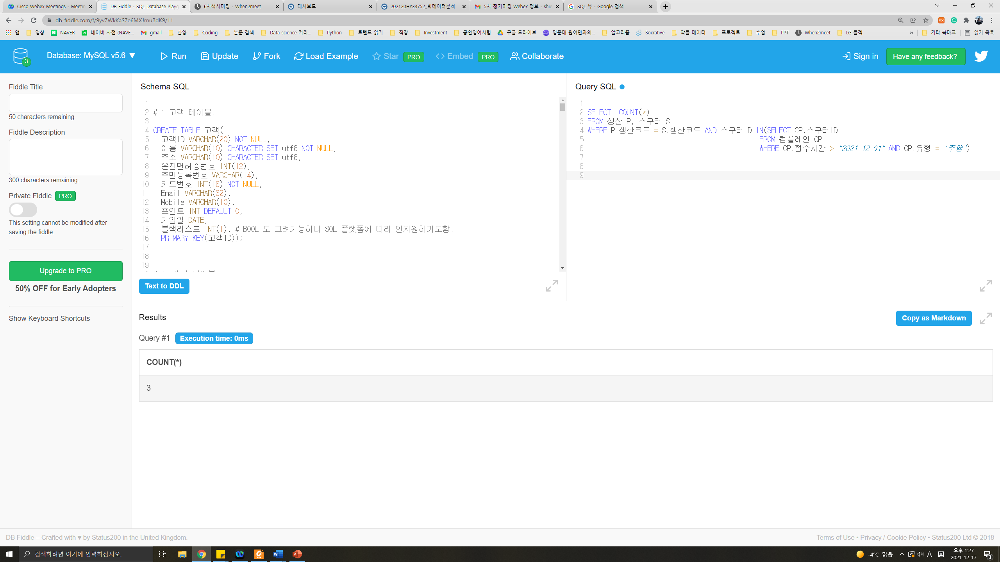 Cisco Webex Meetings - Meetin
DB Fiddle - SQL Database Playg
6차석사미팅 - When2meet
대시보드
202120HY33752_빅데이터분석
5차 정기미팅 Webex 정보 - shie
SQL 뷰 - Google 검색
db-fiddle.com/f/9yv7WkKaS7e6MXJrnuBdK9/11
앱 영상 NAVER 네이버 사전 (NAVE... gmail 한양 Coding 논문 검색 Data science 커리... Python 트렌드 읽기 직장 Investment 공인영어시험 구글 드라이브 명문대 원어민과의... 알고리즘 Socrative 악플 데이터 프로젝트 수업 PPT When2meet LG 플젝 » 기타 북마크 읽기 목록
3 Database: MySQL v5.6 ▼ Run Update Fork Load Example Star PRO Embed PRO Collaborate Sign in Have any feedback?
Fiddle Title
50 characters remaining.
Fiddle Description
300 characters remaining.
Private Fiddle PRO
This setting cannot be modified after
saving the fiddle.
Upgrade to PRO
50% OFF for Early Adopters
Show Keyboard Shortcuts
Schema SQL
1
2 # 1.고객 테이블.
3
4 CREATE TABLE 고객(
5 고객ID VARCHAR(20) NOT NULL,
6 이름 VARCHAR(10) CHARACTER SET utf8 NOT NULL,
7 주소 VARCHAR(10) CHARACTER SET utf8,
8 운전면허증번호 INT(12),
9 주민등록번호 VARCHAR(14),
10 카드번호 INT(16) NOT NULL,
11 Email VARCHAR(32),
12 Mobile VARCHAR(10),
13 포인트 INT DEFAULT 0,
14 가입일 DATE,
15 블랙리스트 INT(1), # BOOL 도 고려가능하나 SQL 플랫폼에 따라 안지원하기도함.
16 PRIMARY KEY(고객ID));
17
18
19
Text to DDL
Query SQL
1
2 SELECT COUNT(*)
3 FROM 생산 P, 스쿠터 S
4 WHERE P.생산코드 = S.생산코드 AND 스쿠터ID IN(SELECT CP.스쿠터ID
5 FROM 컴플레인 CP
6 WHERE CP.접수시간 > "2021-12-01" AND CP.유형 = '주행')
7
8
9
Results
Copy as Markdown
Query #1 Execution time: 0ms
COUNT(*)
3
DB Fiddle – Crafted with ♥ by Status200 in the United Kingdom.
Terms of Use • Privacy / Cookie Policy • Status200 Ltd © 2018
검색하려면 여기에 입력하십시오.
-4°C 맑음
A
한
오후 1:27
2021-12-17
3